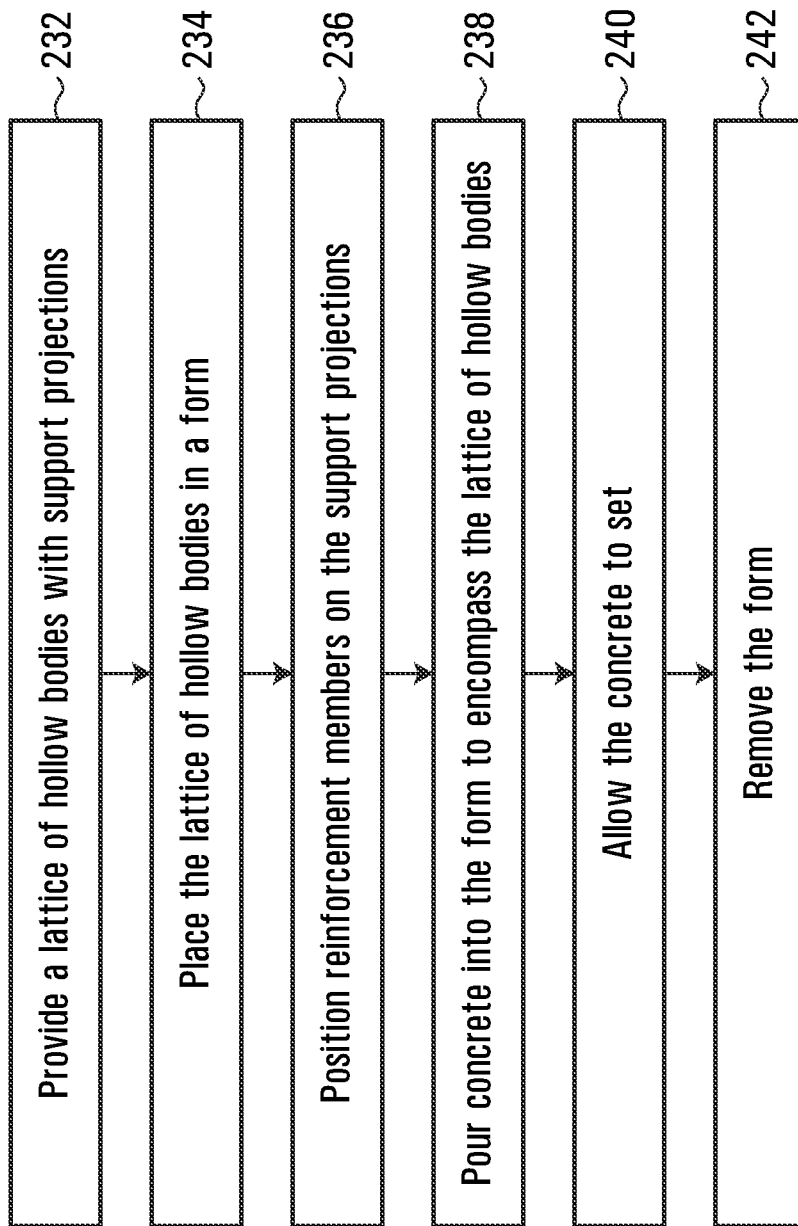 Provide a lattice of hollow bodies with support projections 232
Place the lattice of hollow bodies in a form 234
Position reinforcement members on the support projections 236
Pour concrete into the form to encompass the lattice of hollow bodies 238
Allow the concrete to set 240
Remove the form 242